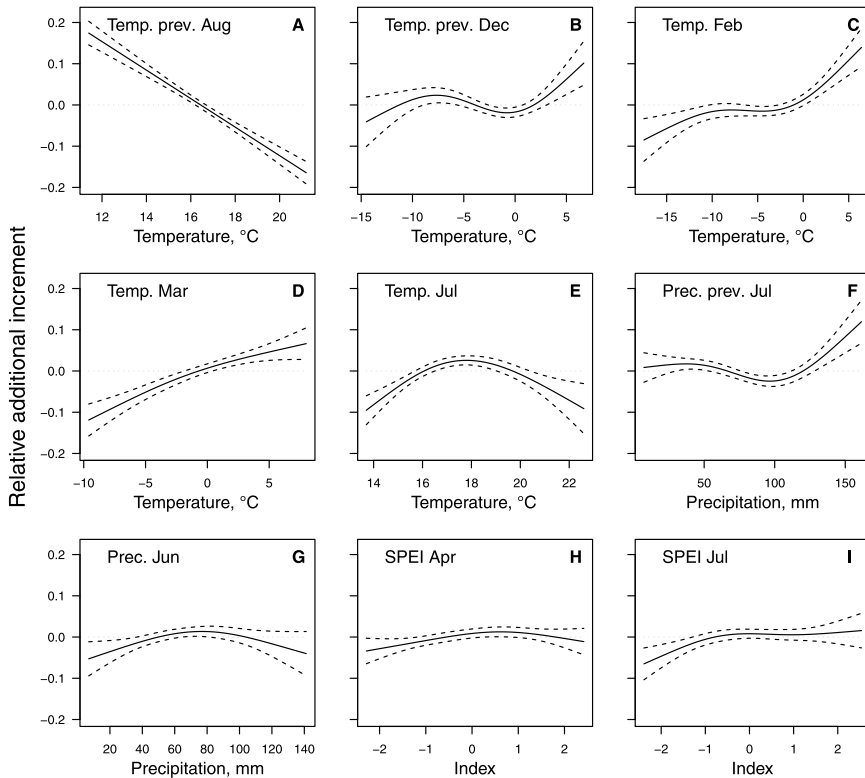 Relative additional increment
Temp. prev. Aug A
0.2
0.1
0.0
−0.1
−0.2
12 14 16 18 20
Temperature, °C
Temp. prev. Dec B
−15 −10 −5 0 5
Temperature, °C
Temp. Feb C
−15 −10 −5 0 5
Temperature, °C
Temp. Mar D
0.2
0.1
0.0
−0.1
−0.2
−10 −5 0 5
Temperature, °C
Temp. Jul E
14 16 18 20 22
Temperature, °C
Prec. prev. Jul F
50 100 150
Precipitation, mm
Prec. Jun G
0.2
0.1
0.0
−0.1
−0.2
20 40 60 80 100 120 140
Precipitation, mm
SPEI Apr H
−2 −1 0 1 2
Index
SPEI Jul I
−2 −1 0 1 2
Index